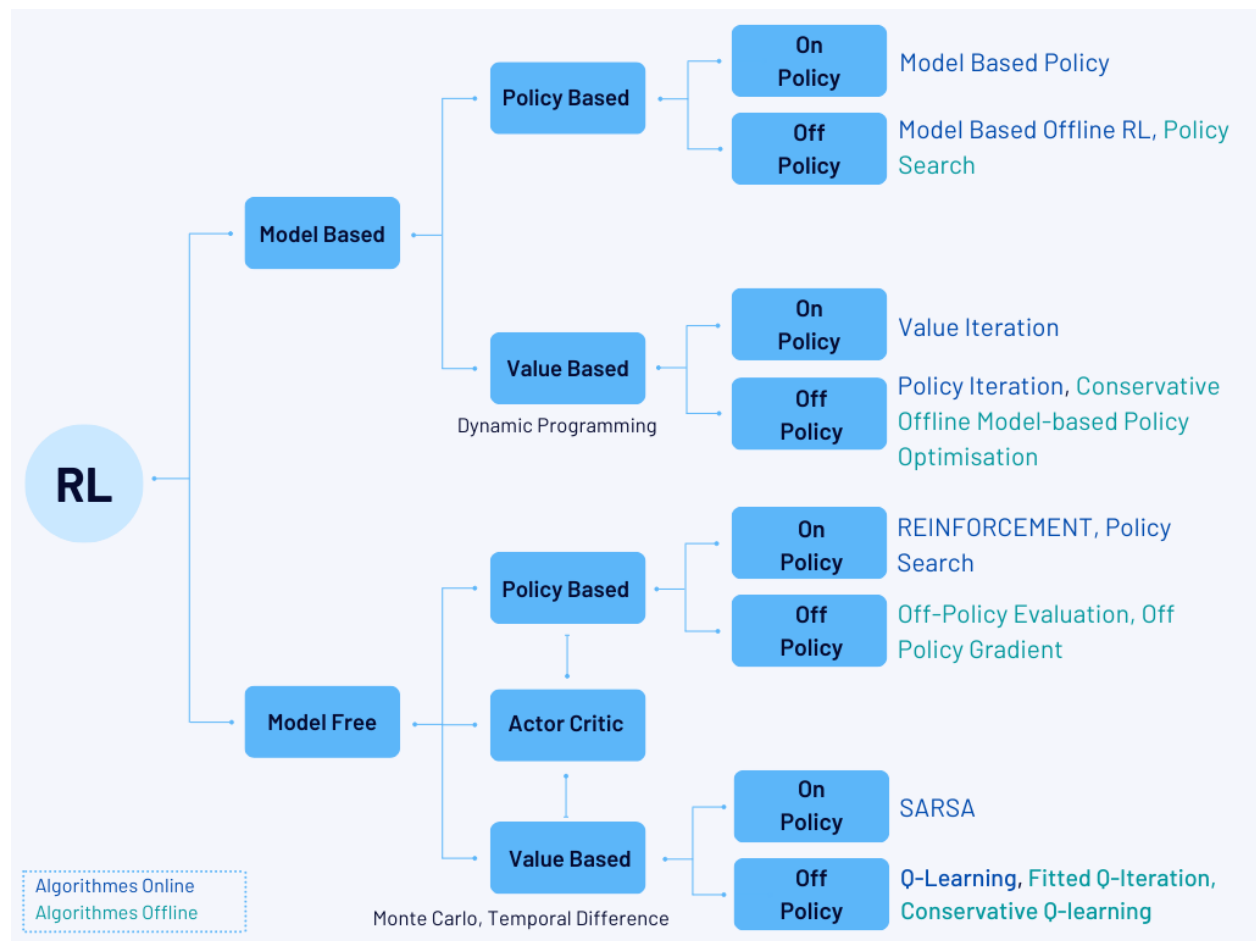 On
Policy
Model Based Policy
Policy Based
Off
Policy
Model Based Offline RL, Policy
Search
Model Based
On
Policy
Value Iteration
Value Based
Dynamic Programming
Off
Policy
Policy Iteration, Conservative
Offline Model-based Policy
Optimisation
RL
On
Policy
REINFORCEMENT, Policy
Search
Policy Based
Off
Policy
Off-Policy Evaluation, Off
Policy Gradient
Model Free
Actor Critic
On
Policy
SARSA
Value Based
Monte Carlo, Temporal Difference
Off
Policy
Q-Learning, Fitted Q-Iteration,
Conservative Q-learning
Algorithmes Online
Algorithmes Offline